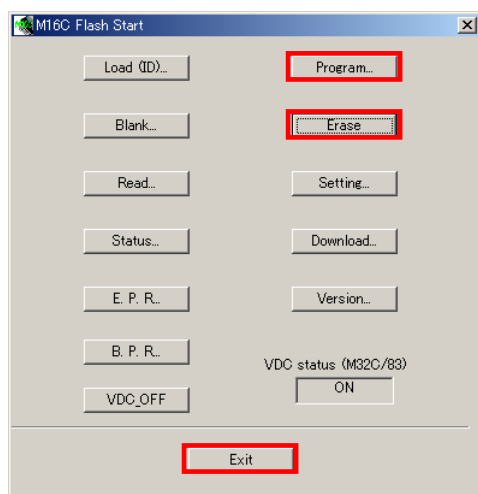 M16C Flash Start
Load (ID)...
Program...
Blank...
Erase
Read...
Setting...
Status...
Download...
E. P. R...
Version...
B. P. R...
VDC status (M32C/83)
ON
VDC_OFF
Exit